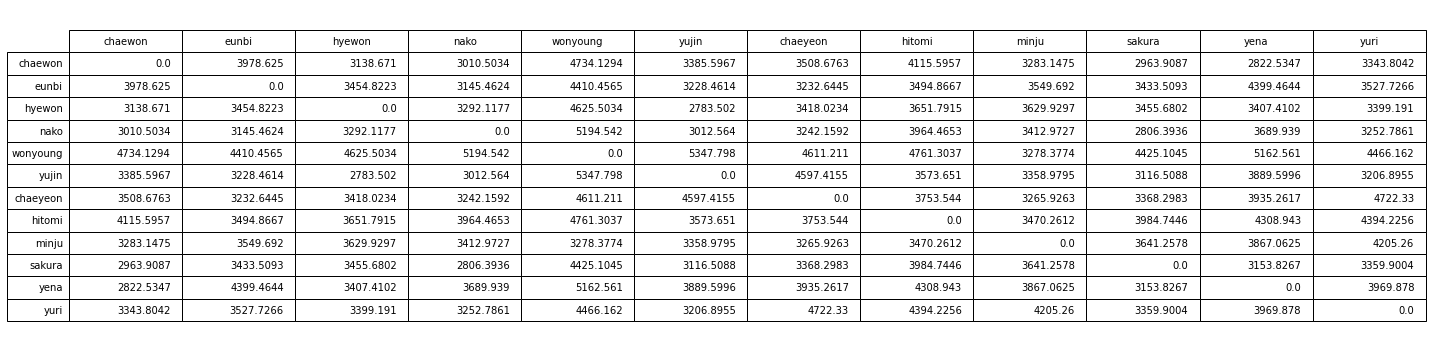 chaewon eunbi hyewon nako wonyoung yujin chaeyeon hitomi minju sakura yena yuri
chaewon 0.0 3978.625 3138.671 3010.5034 4734.1294 3385.5967 3508.6763 4115.5957 3283.1475 2963.9087 2822.5347 3343.8042
eunbi 3978.625 0.0 3454.8223 3145.4624 4410.4565 3228.4614 3232.6445 3494.8667 3549.692 3433.5093 4399.4644 3527.7266
hyewon 3138.671 3454.8223 0.0 3292.1177 4625.5034 2783.502 3418.0234 3651.7915 3629.9297 3455.6802 3407.4102 3399.191
nako 3010.5034 3145.4624 3292.1177 0.0 5194.542 3012.564 3242.1592 3964.4653 3412.9727 2806.3936 3689.939 3252.7861
wonyoung 4734.1294 4410.4565 4625.5034 5194.542 0.0 5347.798 4611.211 4761.3037 3278.3774 4425.1045 5162.561 4466.162
yujin 3385.5967 3228.4614 2783.502 3012.564 5347.798 0.0 4597.4155 3573.651 3358.9795 3116.5088 3889.5996 3206.8955
chaeyeon 3508.6763 3232.6445 3418.0234 3242.1592 4611.211 4597.4155 0.0 3753.544 3265.9263 3368.2983 3935.2617 4722.33
hitomi 4115.5957 3494.8667 3651.7915 3964.4653 4761.3037 3573.651 3753.544 0.0 3470.2612 3984.7446 4308.943 4394.2256
minju 3283.1475 3549.692 3629.9297 3412.9727 3278.3774 3358.9795 3265.9263 3470.2612 0.0 3641.2578 3867.0625 4205.26
sakura 2963.9087 3433.5093 3455.6802 2806.3936 4425.1045 3116.5088 3368.2983 3984.7446 3641.2578 0.0 3153.8267 3359.9004
yena 2822.5347 4399.4644 3407.4102 3689.939 5162.561 3889.5996 3935.2617 4308.943 3867.0625 3153.8267 0.0 3969.878
yuri 3343.8042 3527.7266 3399.191 3252.7861 4466.162 3206.8955 4722.33 4394.2256 4205.26 3359.9004 3969.878 0.0